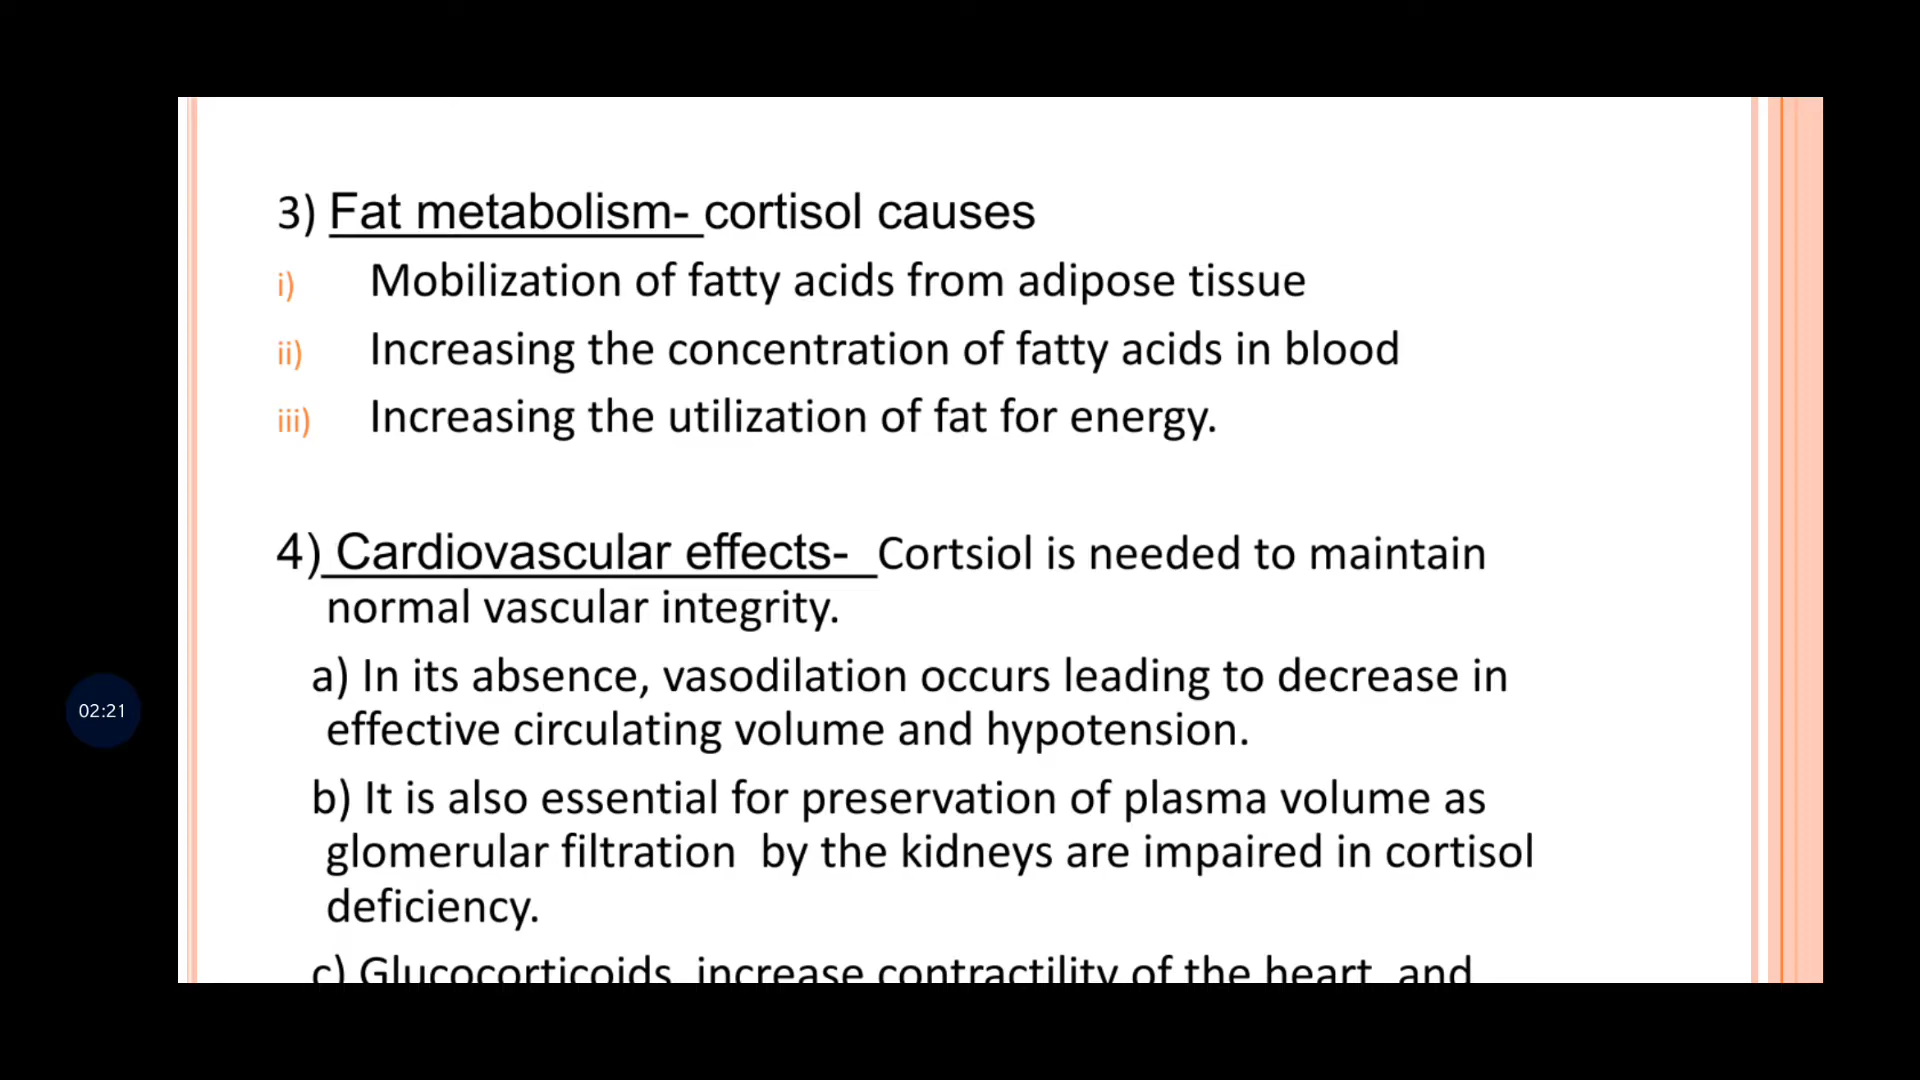 3) Fat metabolism- cortisol causes
i) Mobilization of fatty acids from adipose tissue
ii) Increasing the concentration of fatty acids in blood
iii) Increasing the utilization of fat for energy.
4) Cardiovascular effects- Cortsiol is needed to maintain
normal vascular integrity.
a) In its absence, vasodilation occurs leading to decrease in
effective circulating volume and hypotension.
02:21
b) It is also essential for preservation of plasma volume as
glomerular filtration by the kidneys are impaired in cortisol
deficiency.
c) Glucocorticoids increase contractility of the heart and